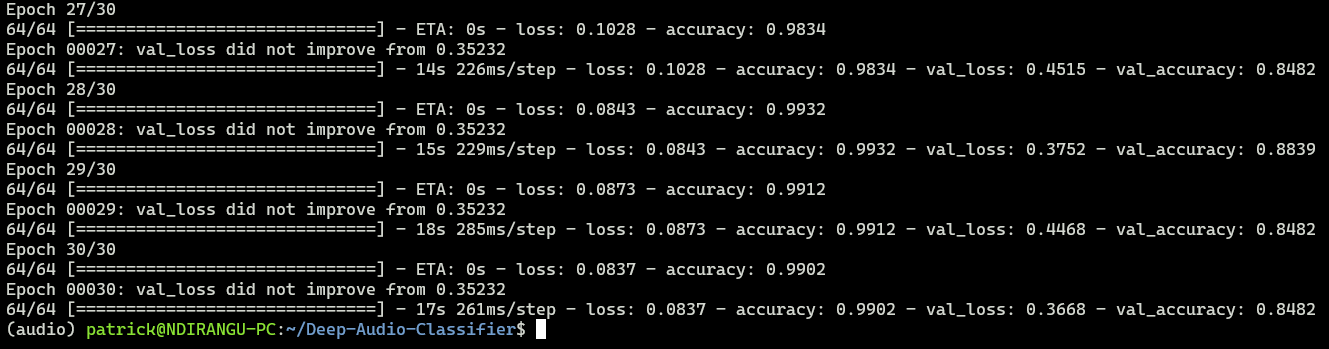 Epoch 27/30
64/64 [==============================] - ETA: 0s - loss: 0.1028 - accuracy: 0.9834
Epoch 00027: val_loss did not improve from 0.35232
64/64 [==============================] - 14s 226ms/step - loss: 0.1028 - accuracy: 0.9834 - val_loss: 0.4515 - val_accuracy: 0.8482
Epoch 28/30
64/64 [==============================] - ETA: 0s - loss: 0.0843 - accuracy: 0.9932
Epoch 00028: val_loss did not improve from 0.35232
64/64 [==============================] - 15s 229ms/step - loss: 0.0843 - accuracy: 0.9932 - val_loss: 0.3752 - val_accuracy: 0.8839
Epoch 29/30
64/64 [==============================] - ETA: 0s - loss: 0.0873 - accuracy: 0.9912
Epoch 00029: val_loss did not improve from 0.35232
64/64 [==============================] - 18s 285ms/step - loss: 0.0873 - accuracy: 0.9912 - val_loss: 0.4468 - val_accuracy: 0.8482
Epoch 30/30
64/64 [==============================] - ETA: 0s - loss: 0.0837 - accuracy: 0.9902
Epoch 00030: val_loss did not improve from 0.35232
64/64 [==============================] - 17s 261ms/step - loss: 0.0837 - accuracy: 0.9902 - val_loss: 0.3668 - val_accuracy: 0.8482
(audio) patrick@NDIRANGU-PC:~/Deep-Audio-Classifier$